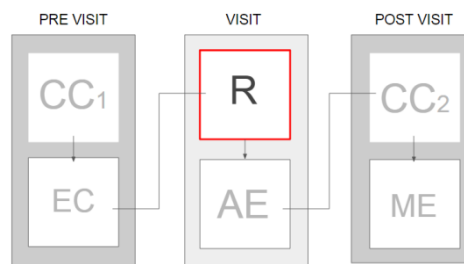 PRE VISIT
VISIT
POST VISIT
CC1
R
CC2
EC
AE
ME